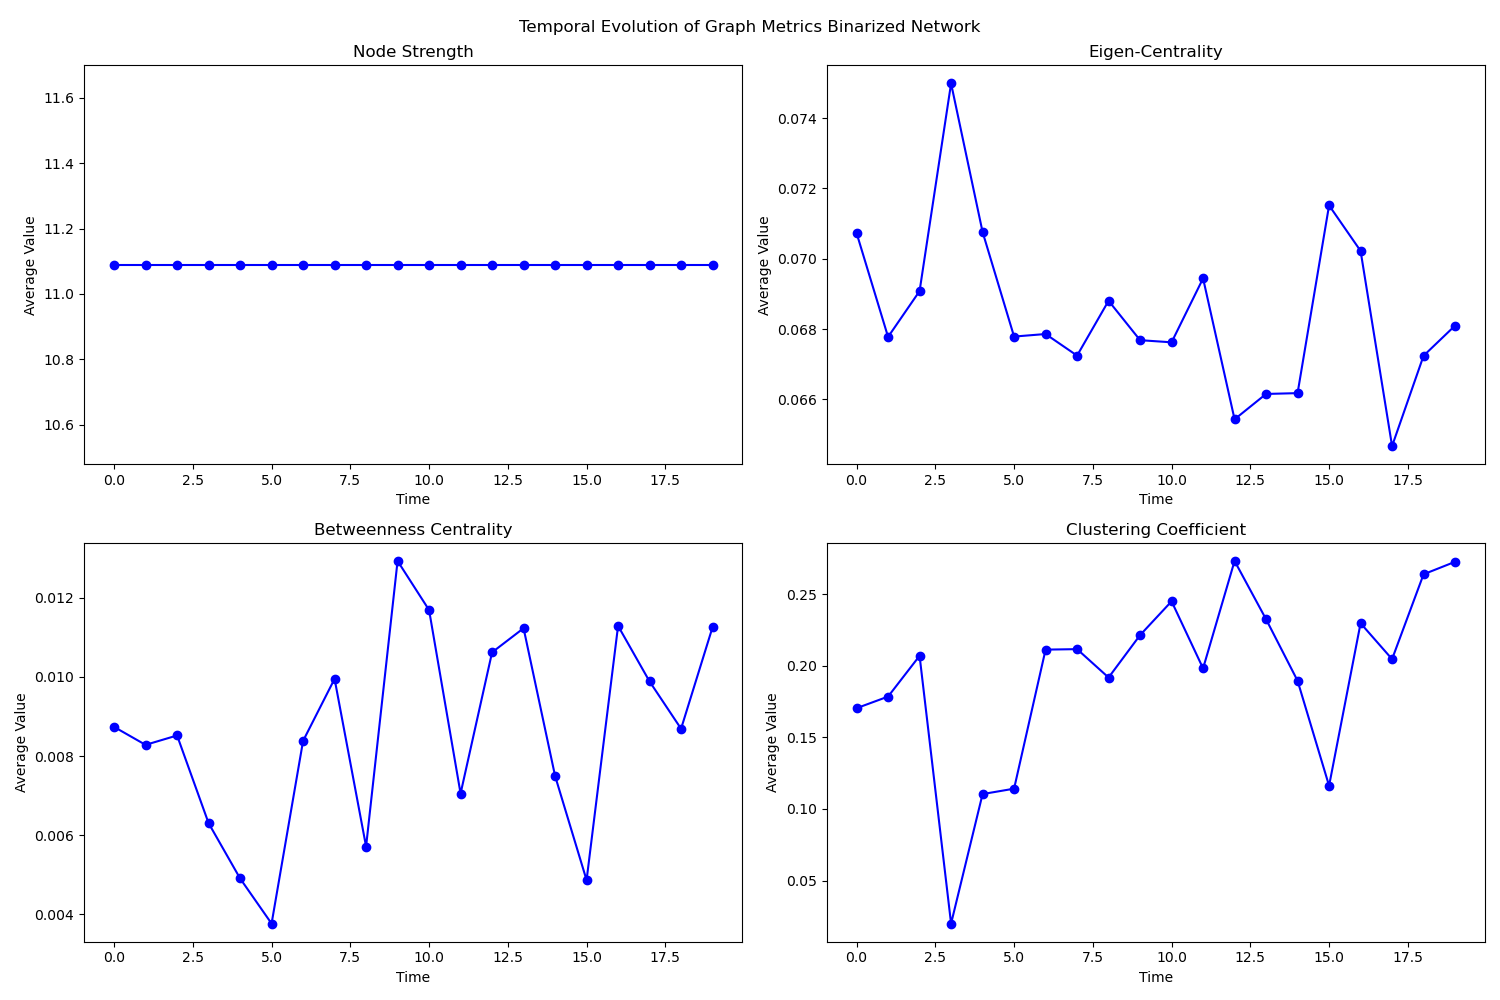 Temporal Evolution of Graph Metrics Binarized Network
Node Strength
Average Value
11.6
11.4
11.2
11.0
10.8
10.6
0.0 2.5 5.0 7.5 10.0 12.5 15.0 17.5
Time
Eigen-Centrality
Average Value
0.074
0.072
0.070
0.068
0.066
0.0 2.5 5.0 7.5 10.0 12.5 15.0 17.5
Time
Betweenness Centrality
Average Value
0.012
0.010
0.008
0.006
0.004
0.0 2.5 5.0 7.5 10.0 12.5 15.0 17.5
Time
Clustering Coefficient
Average Value
0.25
0.20
0.15
0.10
0.05
0.0 2.5 5.0 7.5 10.0 12.5 15.0 17.5
Time